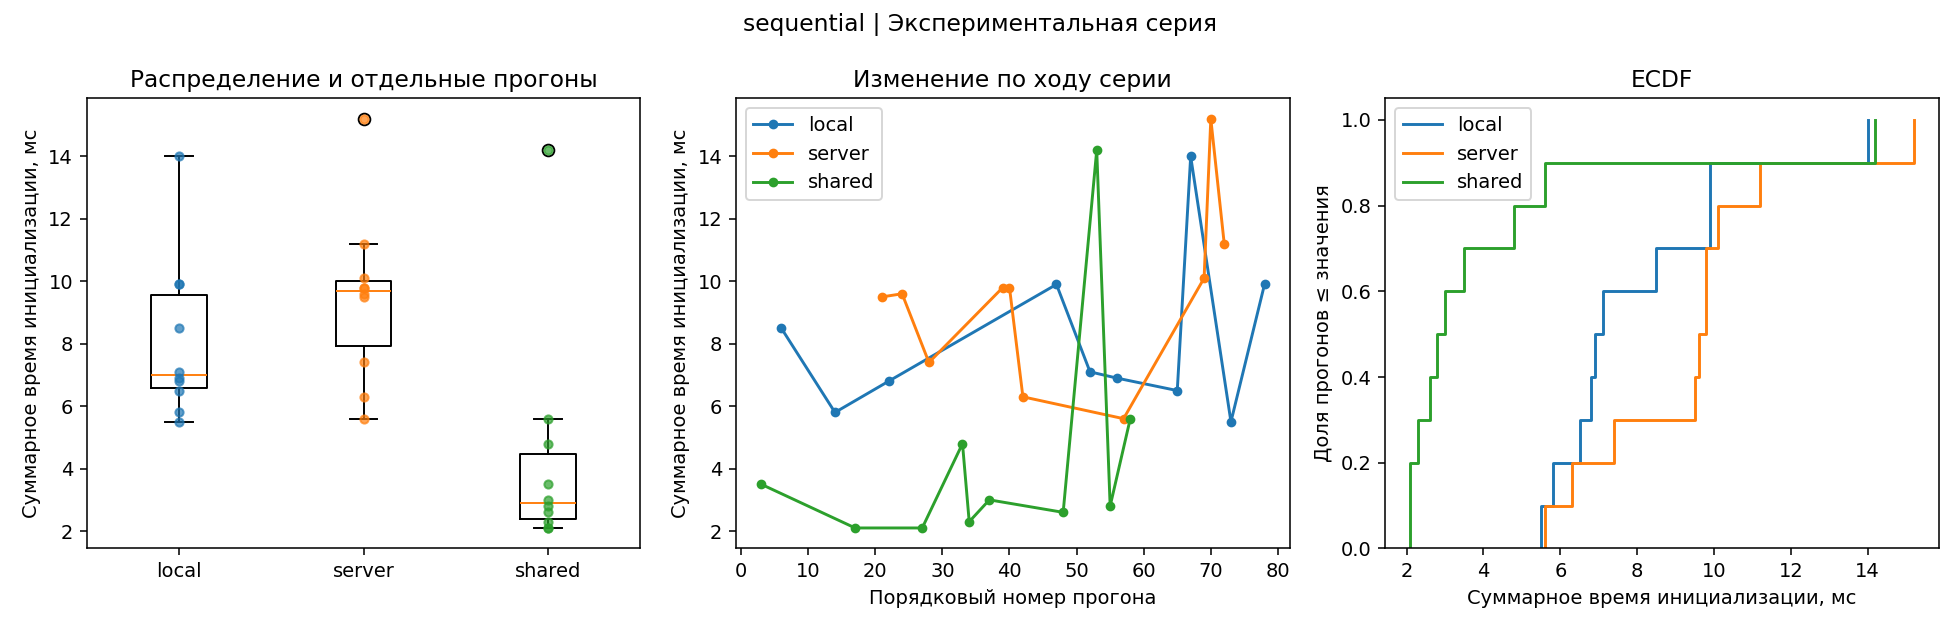 sequential | Экспериментальная серия
Распределение и отдельные прогоны
Суммарное время инициализации, мс
14
12
10
8
6
4
2
local
server
shared
Изменение по ходу серии
Суммарное время инициализации, мс
14
12
10
8
6
4
2
local
server
shared
0
10
20
30
40
50
60
70
80
Порядковый номер прогона
ECDF
Доля прогонов ≤ значения
1.0
0.8
0.6
0.4
0.2
0.0
local
server
shared
2
4
6
8
10
12
14
Суммарное время инициализации, мс